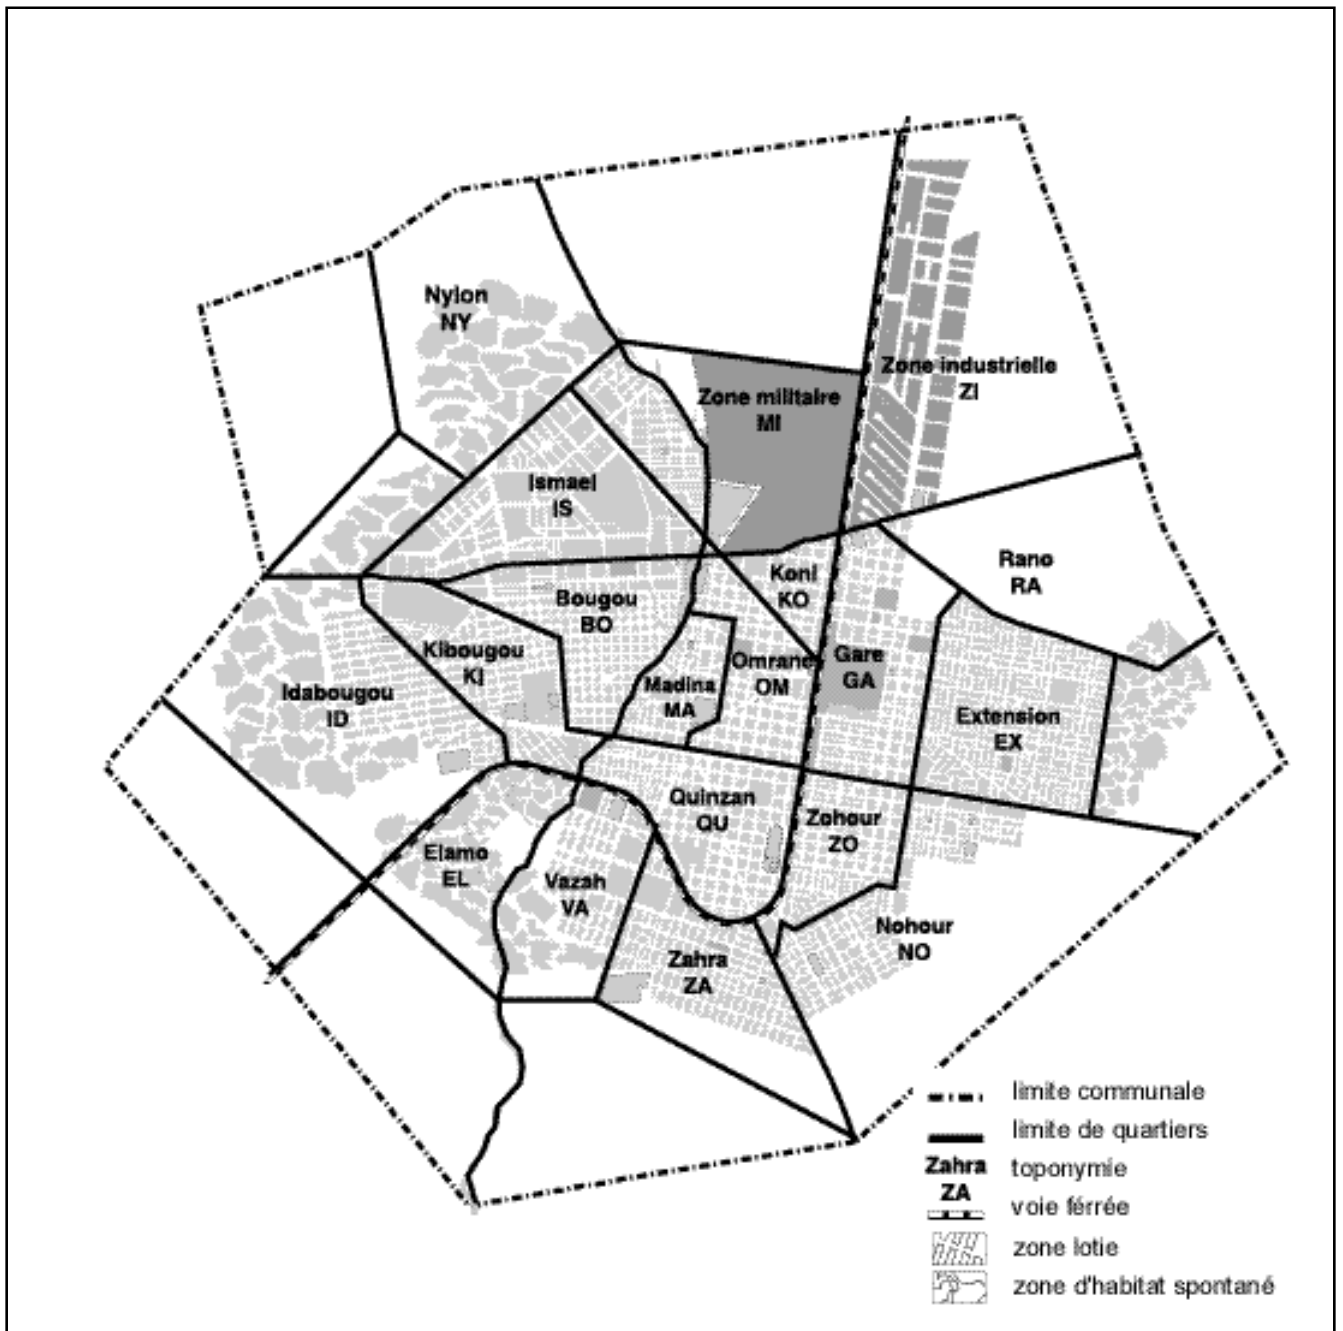 Nylon
NY
Zone industrielle
ZI
Zone militaire
MI
Ismael
IS
Rano
RA
Koni
KO
Bougou
BO
Kibougou
KI
Omrane
OM
Gare
GA
Madina
MA
Idabougou
ID
Extension
EX
Quinzan
QU
Zohour
ZO
Elamo
EL
Vazah
VA
Nohour
NO
Zahra
ZA
limite communale
limite de quartiers
Zahra
ZA
toponymie
voie férrée
zone lotie
zone d'habitat spontané